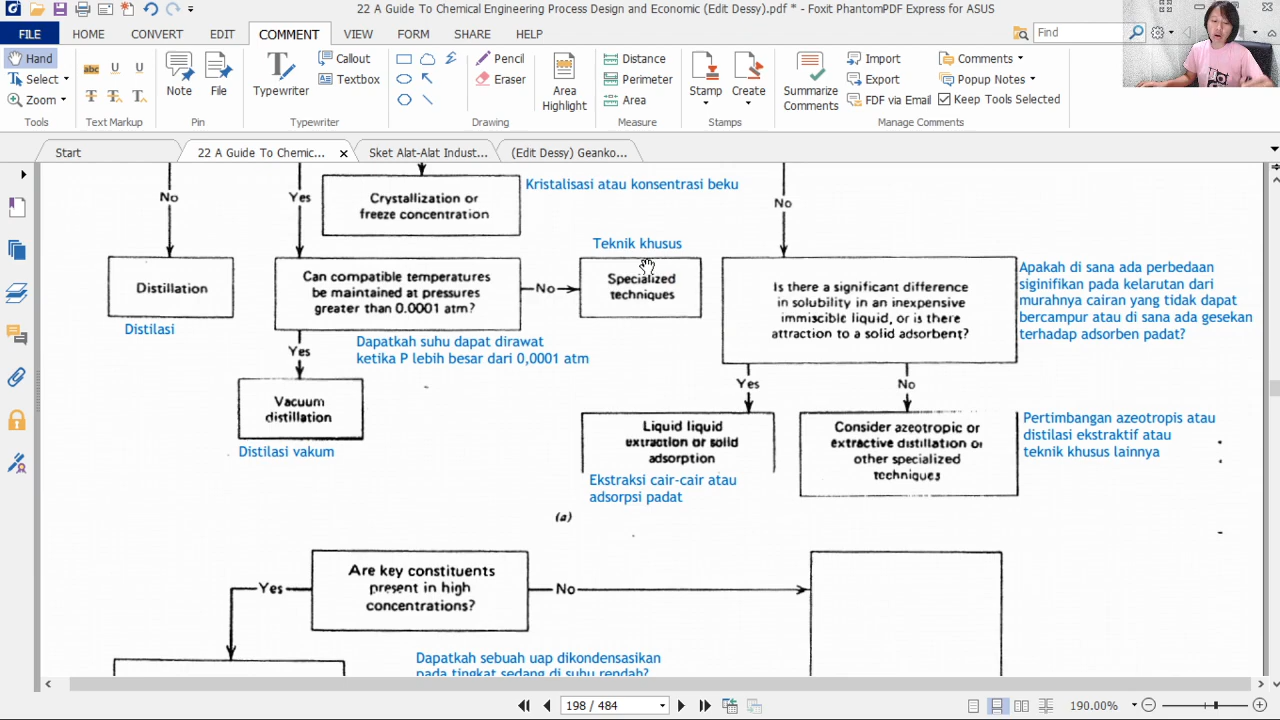 22 A Guide To Chemical Engineering Process Design and Economic (Edit Dessy).pdf * - Foxit PhantomPDF Express for ASUS
FILE HOME CONVERT EDIT COMMENT VIEW FORM SHARE HELP
Find
Hand
Select
Zoom
Tools
abc U U
T T T
Text Markup
Note
File
Pin
Typewriter
Callout
Textbox
Typewriter
Pencil
Eraser
Area
Highlight
Drawing
Distance
Perimeter
Area
Measure
Stamp
Create
Stamps
Summarize
Comments
Import
Export
FDF via Email
Comments
Popup Notes
Keep Tools Selected
Manage Comments
Start
22 A Guide To Chemic...
Sket Alat-Alat Indust...
(Edit Dessy) Geanko...
No
Yes
Crystallization or
freeze concentration
Kristalisasi atau konsentrasi beku
No
Distillation
Distilasi
Can compatible temperatures
be maintained at pressures
greater than 0.0001 atm?
No
Teknik khusus
Specialized
techniques
Is there a significant difference
in solubility in an inexpensive
immiscible liquid, or is there
attraction to a solid adsorbent?
Apakah di sana ada perbedaan
siginifikan pada kelarutan dari
murahnya cairan yang tidak dapat
bercampur atau di sana ada gesekan
terhadap adsorben padat?
Yes
Dapatkah suhu dapat dirawat
ketika P lebih besar dari 0,0001 atm
Vacuum
distillation
Distilasi vakum
Yes
No
Liquid liquid
extraction or solid
adsorption
Ekstraksi cair-cair atau
adsorpsi padat
Consider azeotropic or
extractive distillation or
other specialized
techniques
Pertimbangan azeotropis atau
distilasi ekstraktif atau
teknik khusus lainnya
(a)
Yes
Are key constituents
present in high
concentrations?
No
Dapatkah sebuah uap dikondensasikan
pada tingkat sedang di suhu rendah?
198 / 484
190.00%